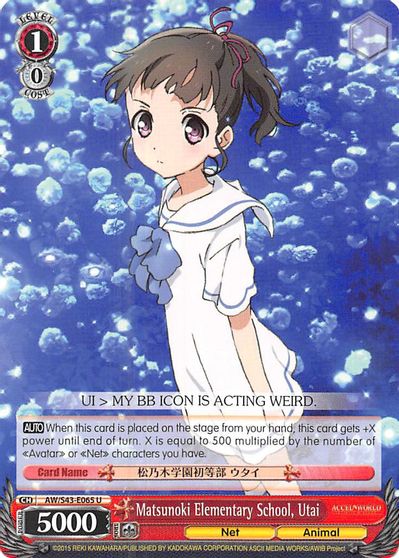 LEVEL
1
0
COST
UI > MY BB ICON IS ACTING WEIRD.
AUTO When this card is placed on the stage from your hand, this card gets +X
power until end of turn. X is equal to 500 multiplied by the number of
«Avatar» or «Net» characters you have.
Card Name 松乃木学園初等部 ウタイ
CH AW/S43-E065 U
Matsunoki Elementary School, Utai
ACCEL WORLD
POWER
5000
SOUL
Net
Animal
©2015 REKI KAWAHARA/PUBLISHED BY KADOKAWA CORPORATION ASCII MEDIA WORKS/AWIB Project